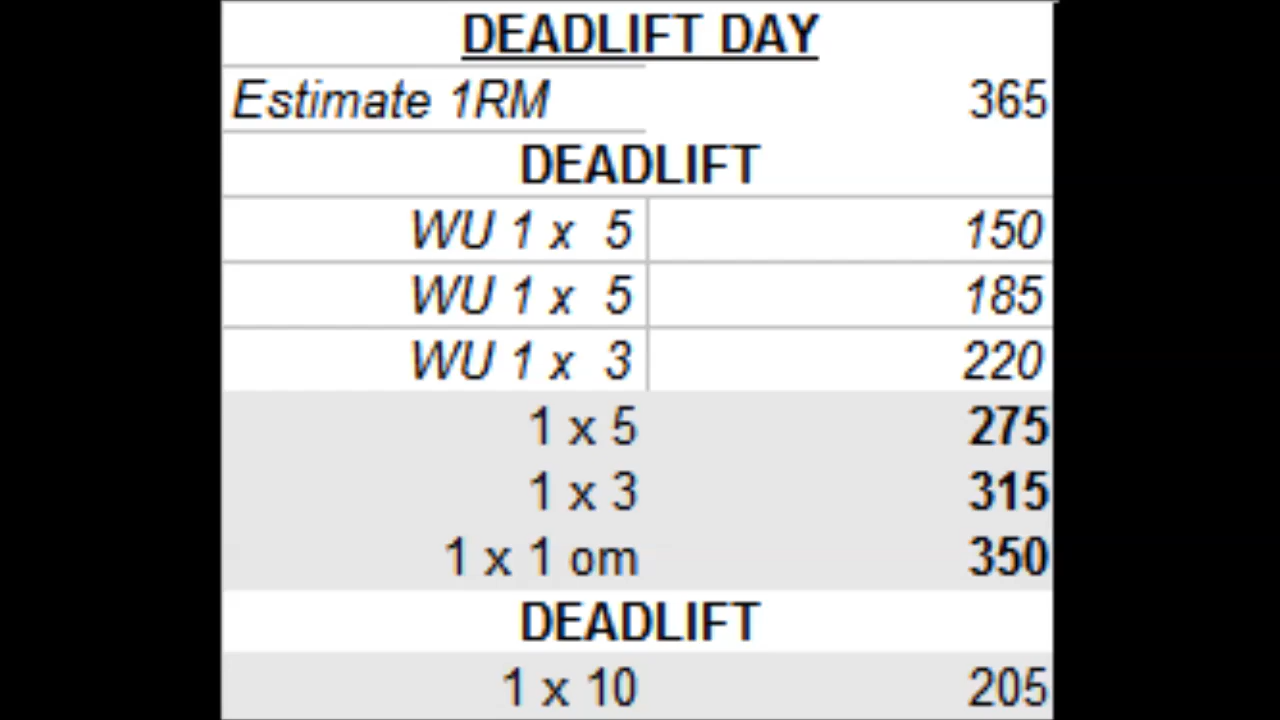 DEADLIFT DAY
Estimate 1RM 365
DEADLIFT
WU 1 x 5 150
WU 1 x 5 185
WU 1 x 3 220
1 x 5 275
1 x 3 315
1 x 1 om 350
DEADLIFT
1 x 10 205